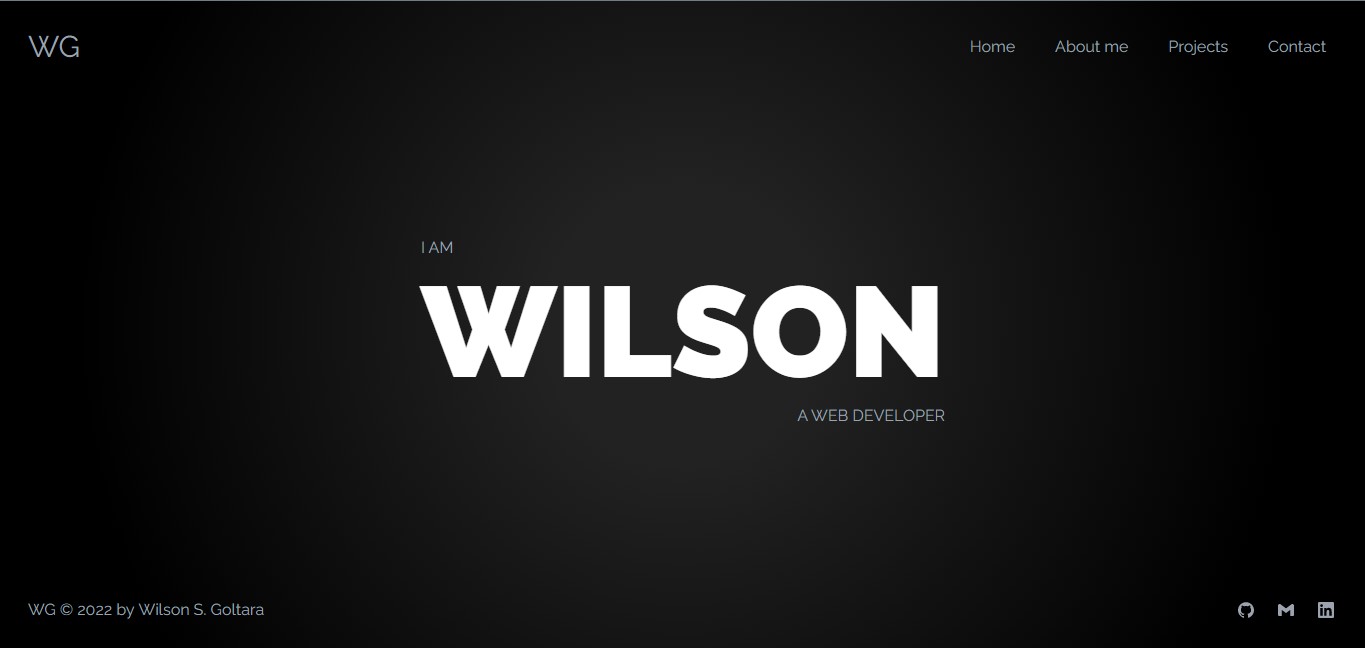 WG
Home About me Projects Contact
I AM
WILSON
A WEB DEVELOPER
WG © 2022 by Wilson S. Goltara